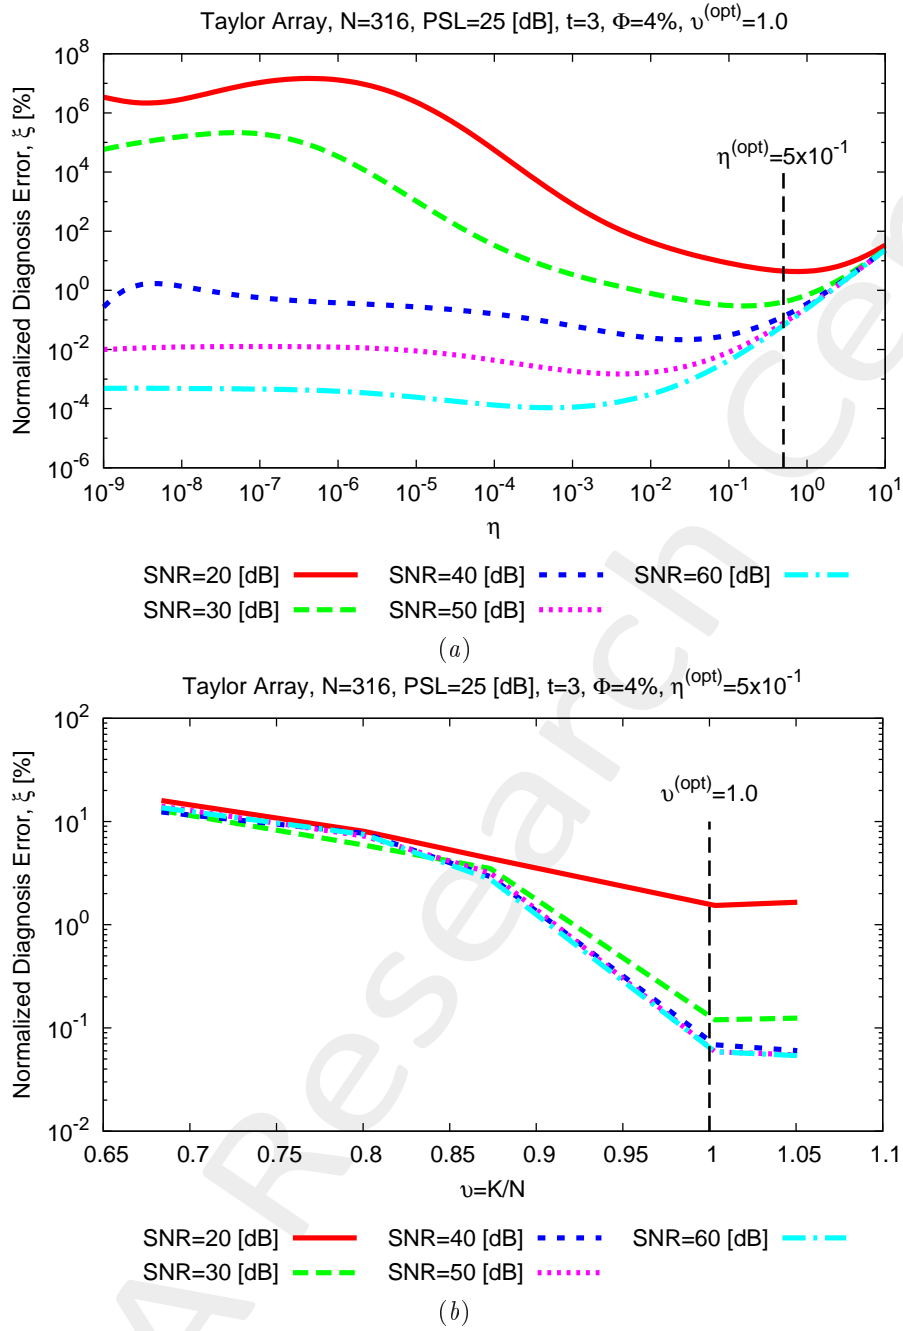 Taylor Array, N=316, PSL=25 [dB], t=3, Φ=4%, υ^(opt)=1.0
Normalized Diagnosis Error, ξ [%]
10^8
10^6
10^4
10^2
10^0
10^-2
10^-4
10^-6
η^(opt)=5x10^-1
10^-9 10^-8 10^-7 10^-6 10^-5 10^-4 10^-3 10^-2 10^-1 10^0 10^1
η
SNR=20 [dB] SNR=40 [dB] SNR=60 [dB]
SNR=30 [dB] SNR=50 [dB]
(a)
Taylor Array, N=316, PSL=25 [dB], t=3, Φ=4%, η^(opt)=5x10^-1
Normalized Diagnosis Error, ξ [%]
10^2
10^1
10^0
10^-1
10^-2
υ^(opt)=1.0
0.65 0.7 0.75 0.8 0.85 0.9 0.95 1 1.05 1.1
υ=K/N
SNR=20 [dB] SNR=40 [dB] SNR=60 [dB]
SNR=30 [dB] SNR=50 [dB]
(b)
A Research Cen